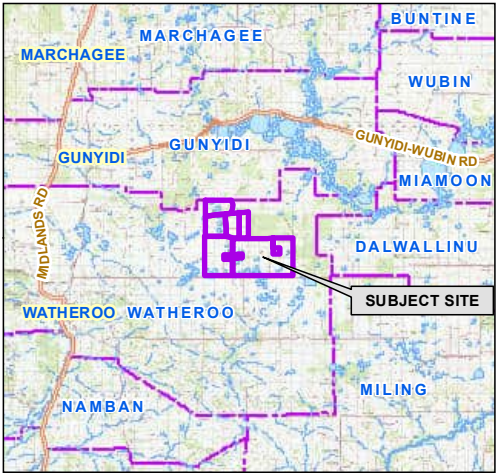 BUNTINE
MARCHAGEE
MARCHAGEE
WUBIN
GUNYIDI
GUNYIDI-WUBIN RD
GUNYIDI
MIAMOON
MIDLANDS RD
DALWALLINU
SUBJECT SITE
WATHEROO WATHEROO
MILING
NAMBAN